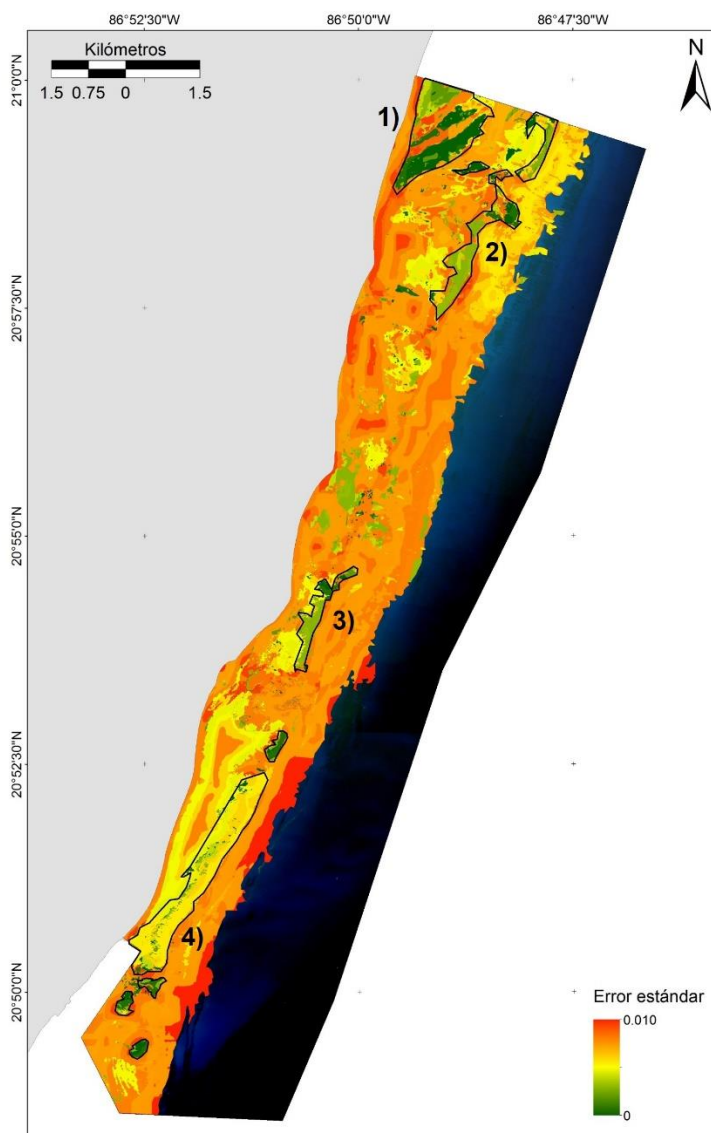 86°52'30"W 86°50'0"W 86°47'30"W
Kilómetros
1.5 0.75 0 1.5
N
21°0'0"N
1)
2)
20°57'30"N
20°55'0"N
3)
20°52'30"N
4)
20°50'0"N
Error estándar
0.010
0